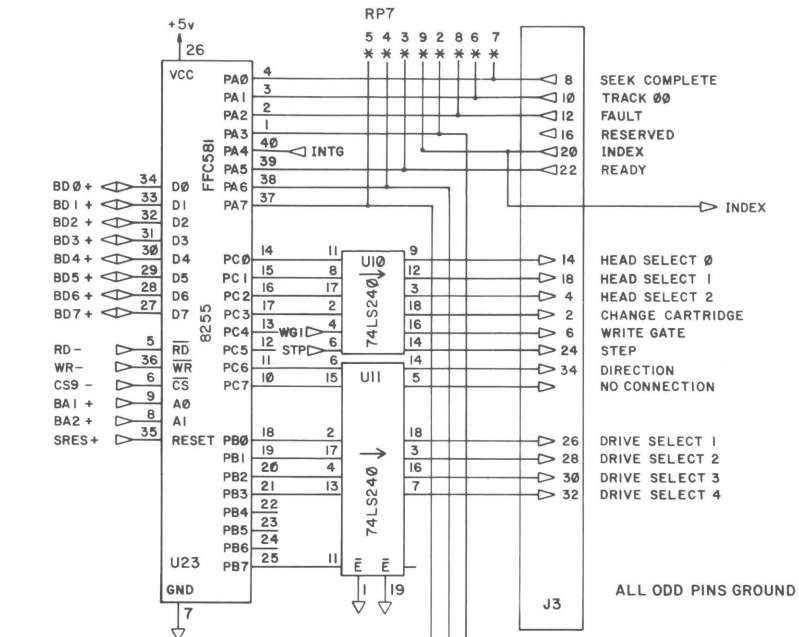 RP7
+5v
5 4 3 9 2 8 6 7
* * * * * * * *
26
VCC
PA0 4 8 SEEK COMPLETE
PA1 3 10 TRACK 00
PA2 2 12 FAULT
PA3 1 16 RESERVED
PA4 40 INTG 20 INDEX
PA5 39 22 READY
PA6 38
PA7 37 INDEX
FFC581
8255
BD0+ 34 D0
BD1+ 33 D1
BD2+ 32 D2
BD3+ 31 D3
BD4+ 30 D4
BD5+ 29 D5
BD6+ 28 D6
BD7+ 27 D7
RD- 5 RD
WR- 36 WR
CS9- 6 CS
BA1+ 9 A0
BA2+ 8 A1
SRES+ 35 RESET
PC0 14 11 U10 9 14 HEAD SELECT 0
PC1 15 8 → 12 18 HEAD SELECT 1
PC2 16 17 3 4 HEAD SELECT 2
PC3 17 2 18 2 CHANGE CARTRIDGE
PC4 13 WG1 4 16 6 WRITE GATE
PC5 12 STP 6 14 24 STEP
74LS240
PC6 11 6 14 34 DIRECTION
PC7 10 15 U11 5 NO CONNECTION
PB0 18 2 18 26 DRIVE SELECT 1
PB1 19 17 → 3 28 DRIVE SELECT 2
PB2 20 4 16 30 DRIVE SELECT 3
PB3 21 13 7 32 DRIVE SELECT 4
74LS240
PB4 22
PB5 23
PB6 24
PB7 25 11 E E
U23
1 19
GND
7
J3
ALL ODD PINS GROUND